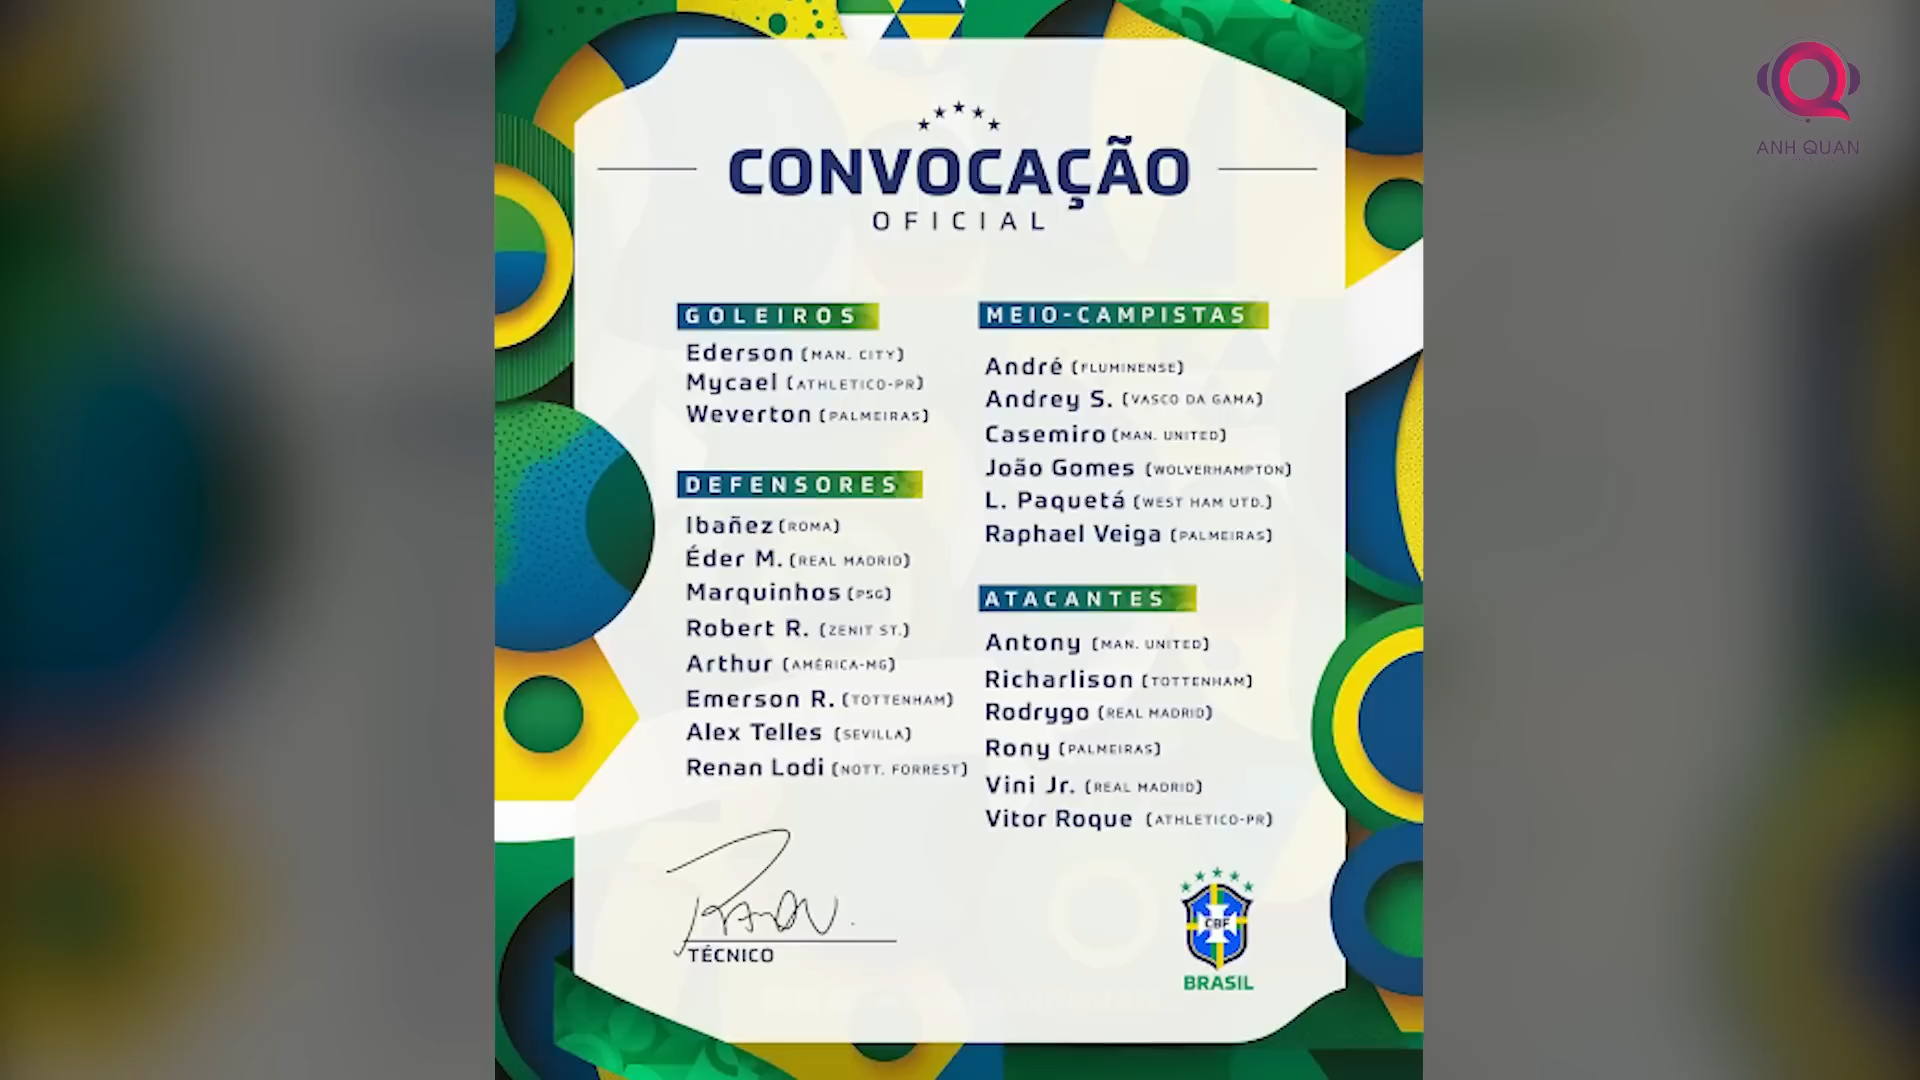 ANH QUAN
CONVOCAÇÃO
OFICIAL
GOLEIROS
Ederson (MAN. CITY)
Mycael (ATHLETICO-PR)
Weverton (PALMEIRAS)
DEFENSORES
Ibañez (ROMA)
Éder M. (REAL MADRID)
Marquinhos (PSG)
Robert R. (ZENIT ST.)
Arthur (AMÉRICA-MG)
Emerson R. (TOTTENHAM)
Alex Telles (SEVILLA)
Renan Lodi (NOTT. FORREST)
TÉCNICO
MEIO-CAMPISTAS
André (FLUMINENSE)
Andrey S. (VASCO DA GAMA)
Casemiro (MAN. UNITED)
João Gomes (WOLVERHAMPTON)
L. Paquetá (WEST HAM UTD.)
Raphael Veiga (PALMEIRAS)
ATACANTES
Antony (MAN. UNITED)
Richarlison (TOTTENHAM)
Rodrygo (REAL MADRID)
Rony (PALMEIRAS)
Vini Jr. (REAL MADRID)
Vitor Roque (ATHLETICO-PR)
CBF
BRASIL